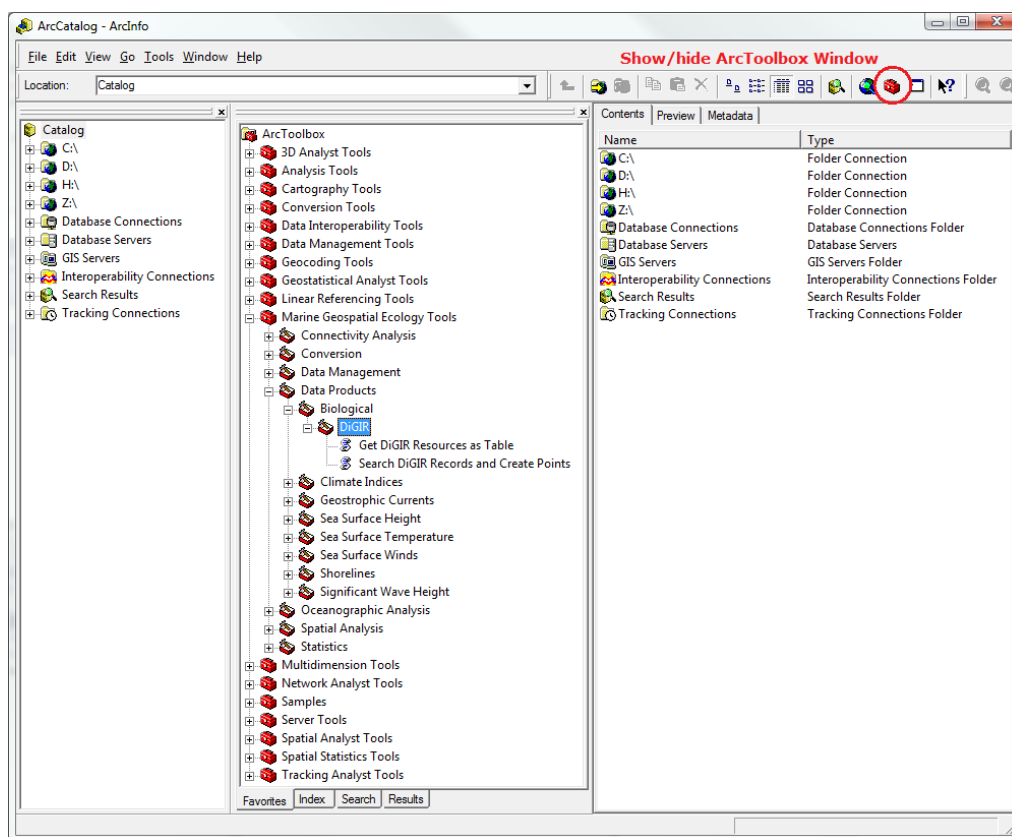 ArcCatalog - ArcInfo
File Edit View Go Tools Window Help
Show/hide ArcToolbox Window
Location: Catalog
Catalog
C:\
D:\
H:\
Z:\
Database Connections
Database Servers
GIS Servers
Interoperability Connections
Search Results
Tracking Connections
ArcToolbox
3D Analyst Tools
Analysis Tools
Cartography Tools
Conversion Tools
Data Interoperability Tools
Data Management Tools
Geocoding Tools
Geostatistical Analyst Tools
Linear Referencing Tools
Marine Geospatial Ecology Tools
Connectivity Analysis
Conversion
Data Management
Data Products
Biological
DiGIR
Get DiGIR Resources as Table
Search DiGIR Records and Create Points
Climate Indices
Geostrophic Currents
Sea Surface Height
Sea Surface Temperature
Sea Surface Winds
Shorelines
Significant Wave Height
Oceanographic Analysis
Spatial Analysis
Statistics
Multidimension Tools
Network Analyst Tools
Samples
Server Tools
Spatial Analyst Tools
Spatial Statistics Tools
Tracking Analyst Tools
Favorites Index Search Results
Contents Preview Metadata
Name Type
C:\ Folder Connection
D:\ Folder Connection
H:\ Folder Connection
Z:\ Folder Connection
Database Connections Database Connections Folder
Database Servers Database Servers
GIS Servers GIS Servers Folder
Interoperability Connections Interoperability Connections Folder
Search Results Search Results Folder
Tracking Connections Tracking Connections Folder